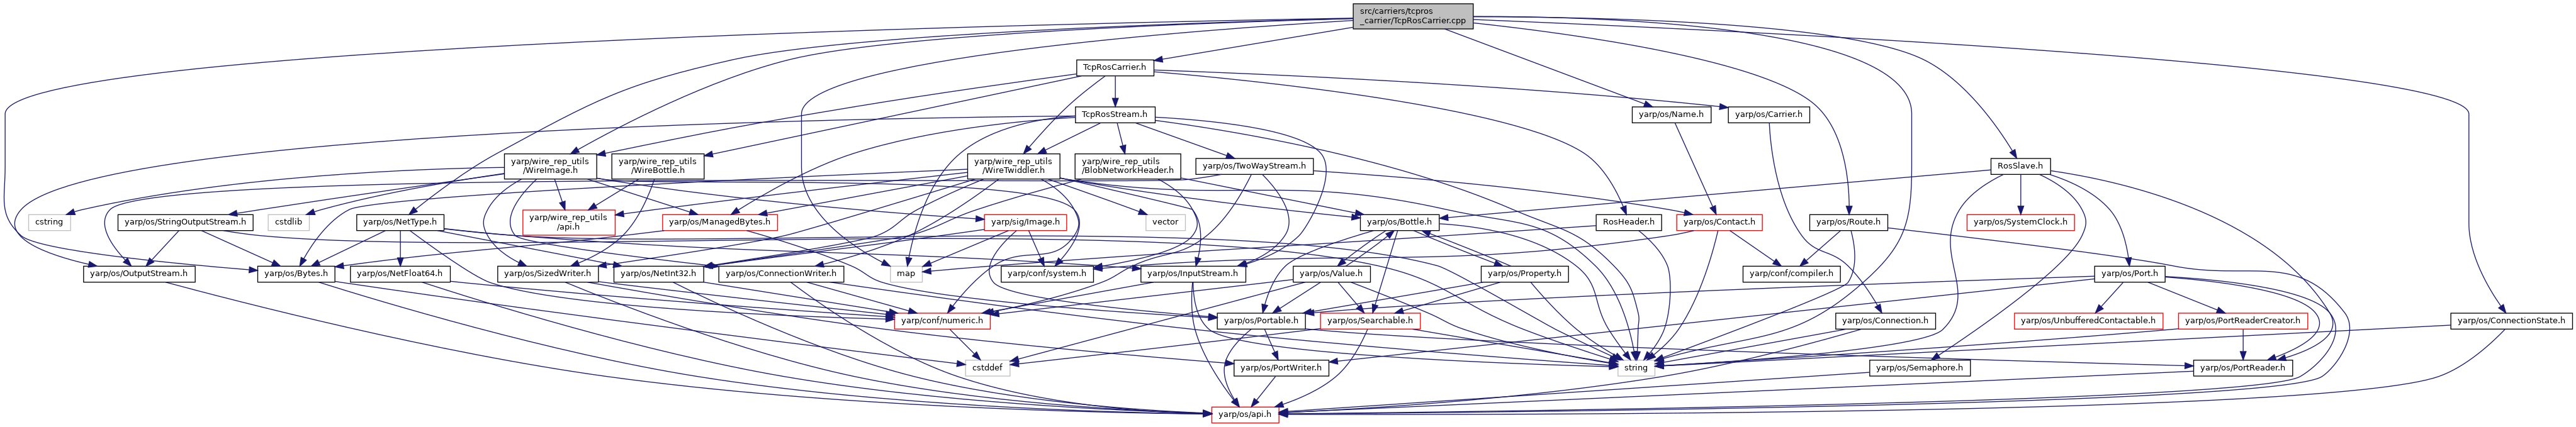 src/carriers/tcpros
_carrier/TcpRosCarrier.cpp
TcpRosCarrier.h
TcpRosStream.h
yarp/os/Name.h
yarp/os/Carrier.h
yarp/wire_rep_utils
/WireImage.h
yarp/wire_rep_utils
/WireBottle.h
yarp/wire_rep_utils
/WireTwiddler.h
yarp/wire_rep_utils
/BlobNetworkHeader.h
yarp/os/TwoWayStream.h
RosSlave.h
cstring
yarp/os/StringOutputStream.h
cstdlib
yarp/os/NetType.h
yarp/wire_rep_utils
/api.h
yarp/os/ManagedBytes.h
yarp/sig/Image.h
vector
yarp/os/Bottle.h
RosHeader.h
yarp/os/Contact.h
yarp/os/Route.h
yarp/os/SystemClock.h
yarp/os/OutputStream.h
yarp/os/Bytes.h
yarp/os/NetFloat64.h
yarp/os/SizedWriter.h
yarp/os/NetInt32.h
yarp/os/ConnectionWriter.h
map
yarp/conf/system.h
yarp/os/InputStream.h
yarp/os/Value.h
yarp/os/Property.h
yarp/conf/compiler.h
yarp/os/Port.h
yarp/conf/numeric.h
yarp/os/Portable.h
yarp/os/Searchable.h
yarp/os/Connection.h
yarp/os/UnbufferedContactable.h
yarp/os/PortReaderCreator.h
yarp/os/ConnectionState.h
cstddef
yarp/os/PortWriter.h
string
yarp/os/Semaphore.h
yarp/os/PortReader.h
yarp/os/api.h